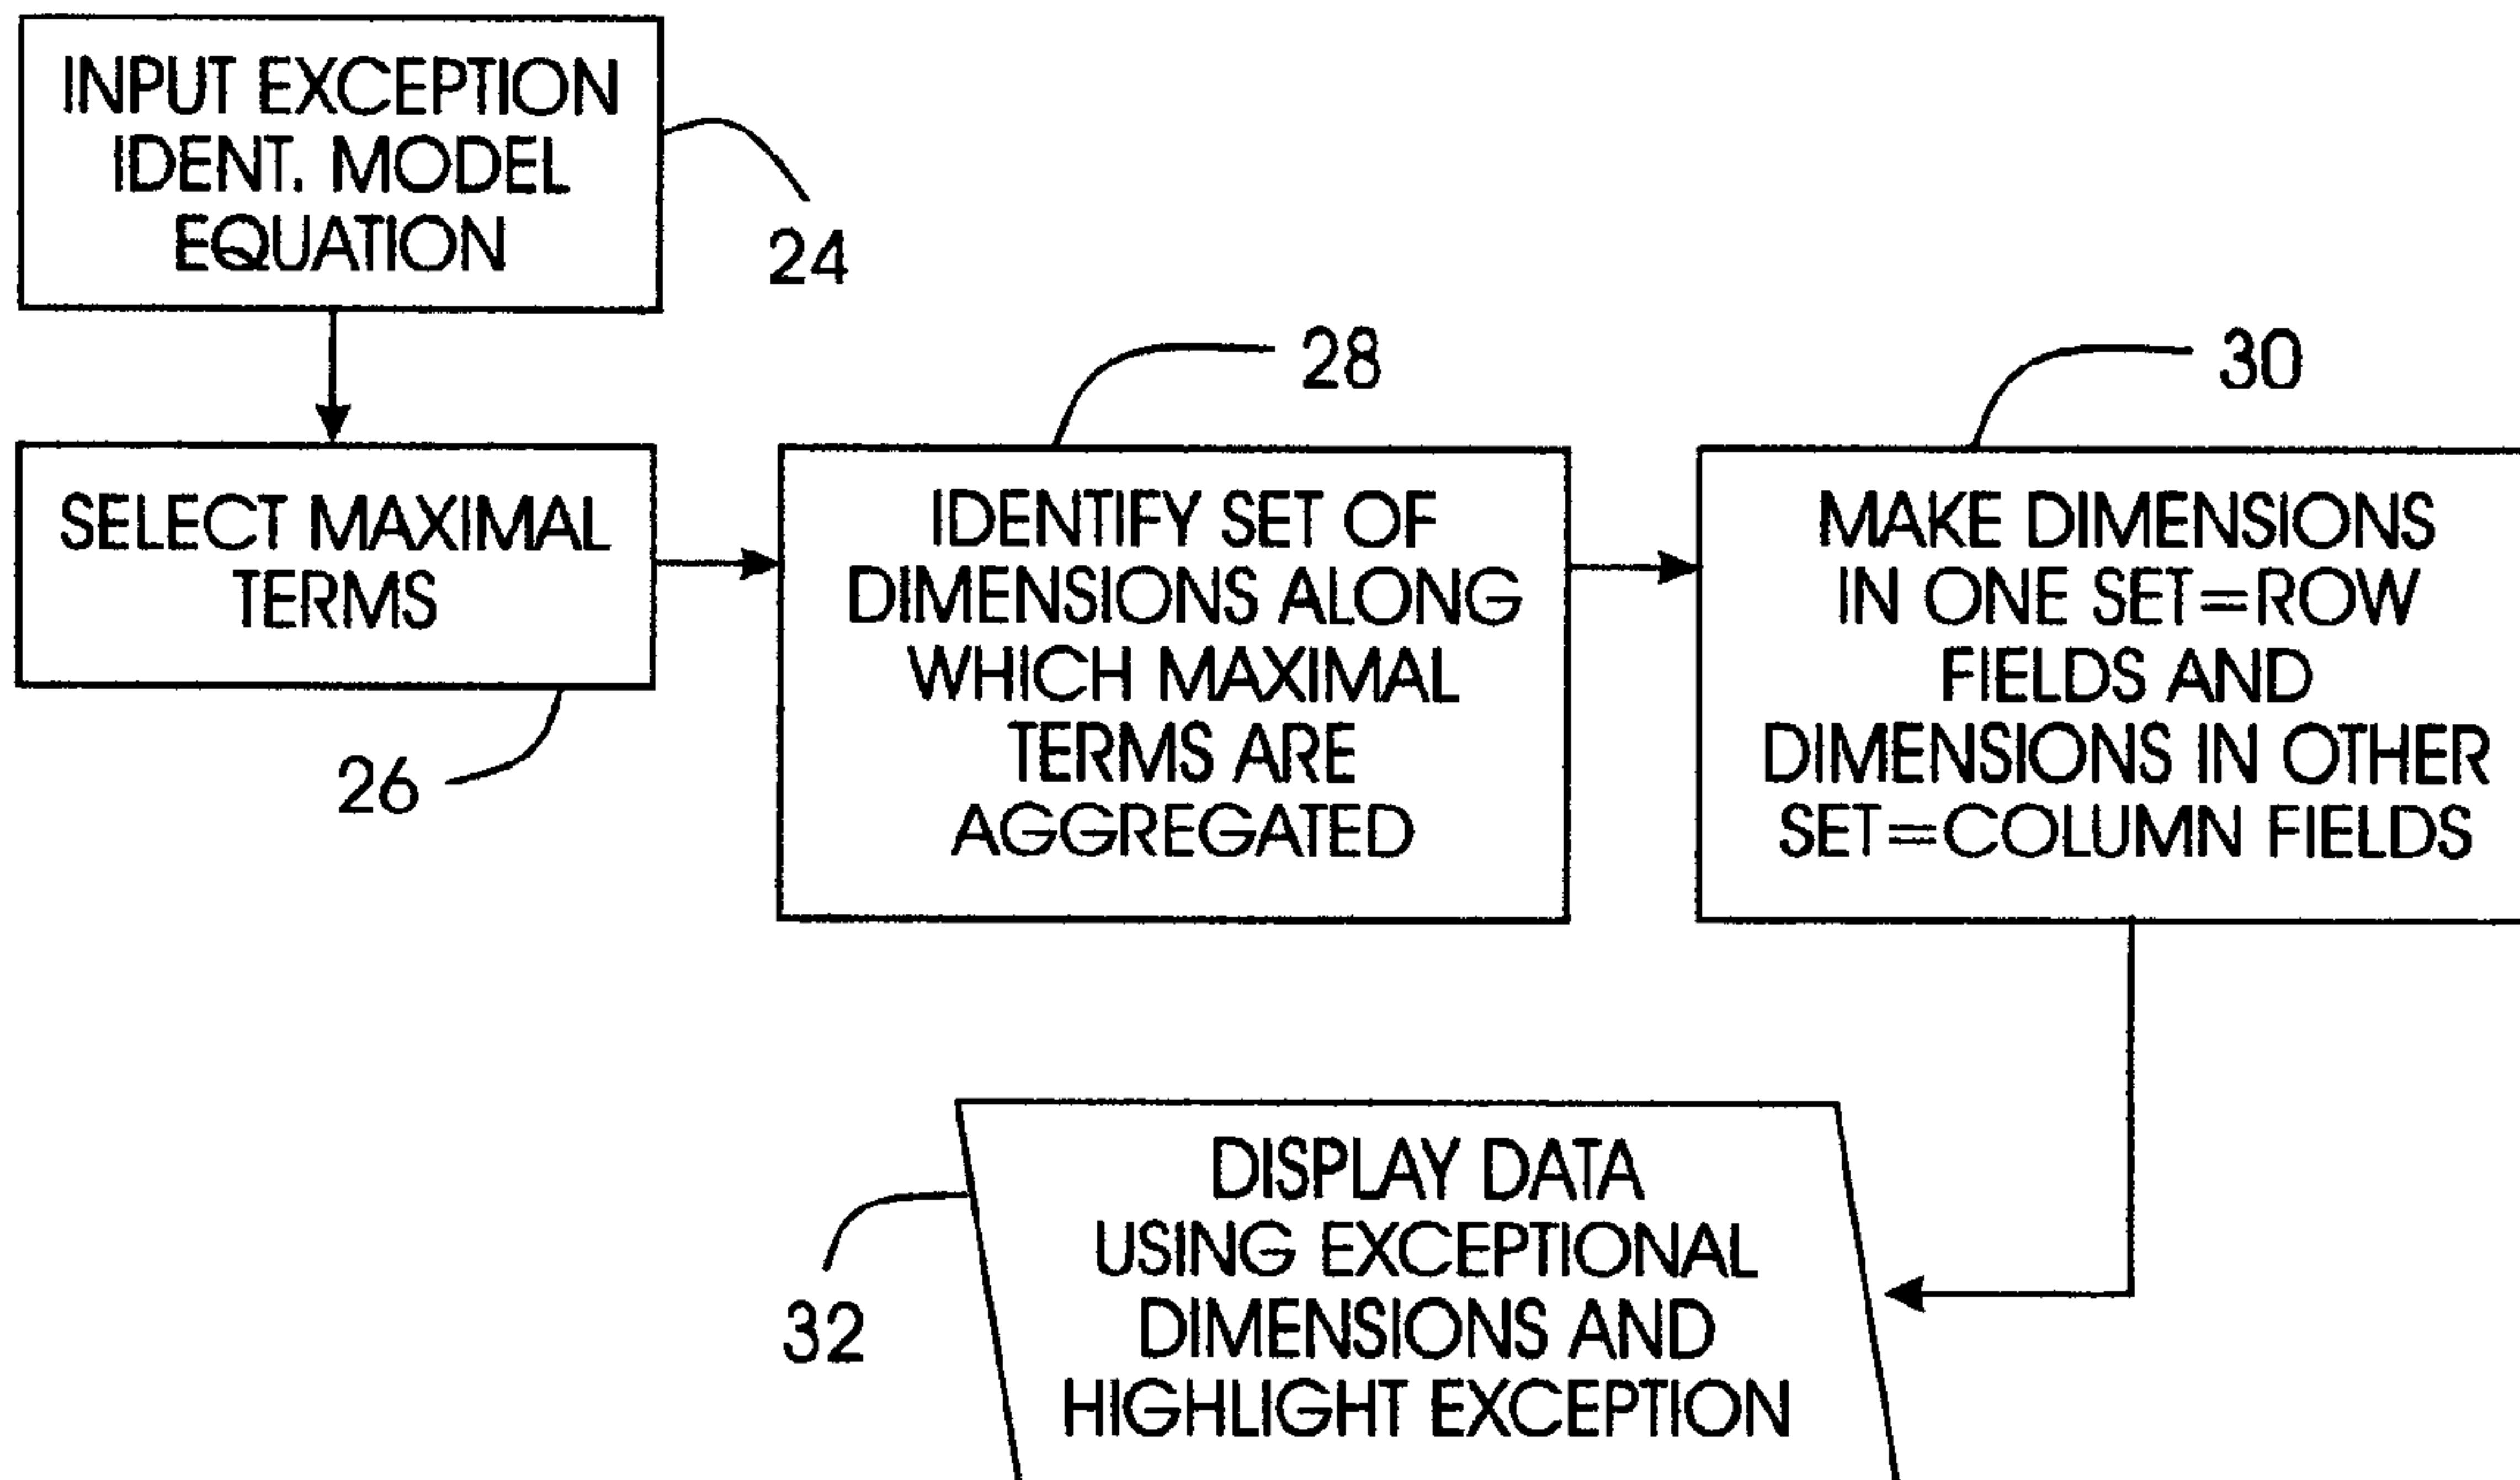 INPUT EXCEPTION
IDENT. MODEL
EQUATION
24
SELECT MAXIMAL
TERMS
26
28
IDENTIFY SET OF
DIMENSIONS ALONG
WHICH MAXIMAL
TERMS ARE
AGGREGATED
30
MAKE DIMENSIONS
IN ONE SET=ROW
FIELDS AND
DIMENSIONS IN OTHER
SET=COLUMN FIELDS
32
DISPLAY DATA
USING EXCEPTIONAL
DIMENSIONS AND
HIGHLIGHT EXCEPTION